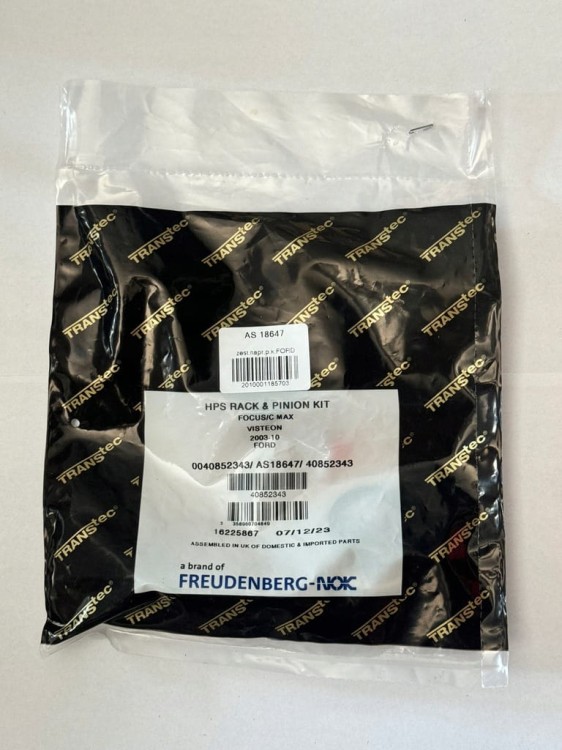 TRANStec®
AS 18647
zest.napr.p.k.FORD
2010001185703
HPS RACK & PINION KIT
FOCUS/C MAX
VISTEON
2003-10
FORD
0040852343/ AS18647/ 40852343
40852343
16225867 07/12/23
ASSEMBLED IN UK OF DOMESTIC & IMPORTED PARTS
a brand of
FREUDENBERG-NOK